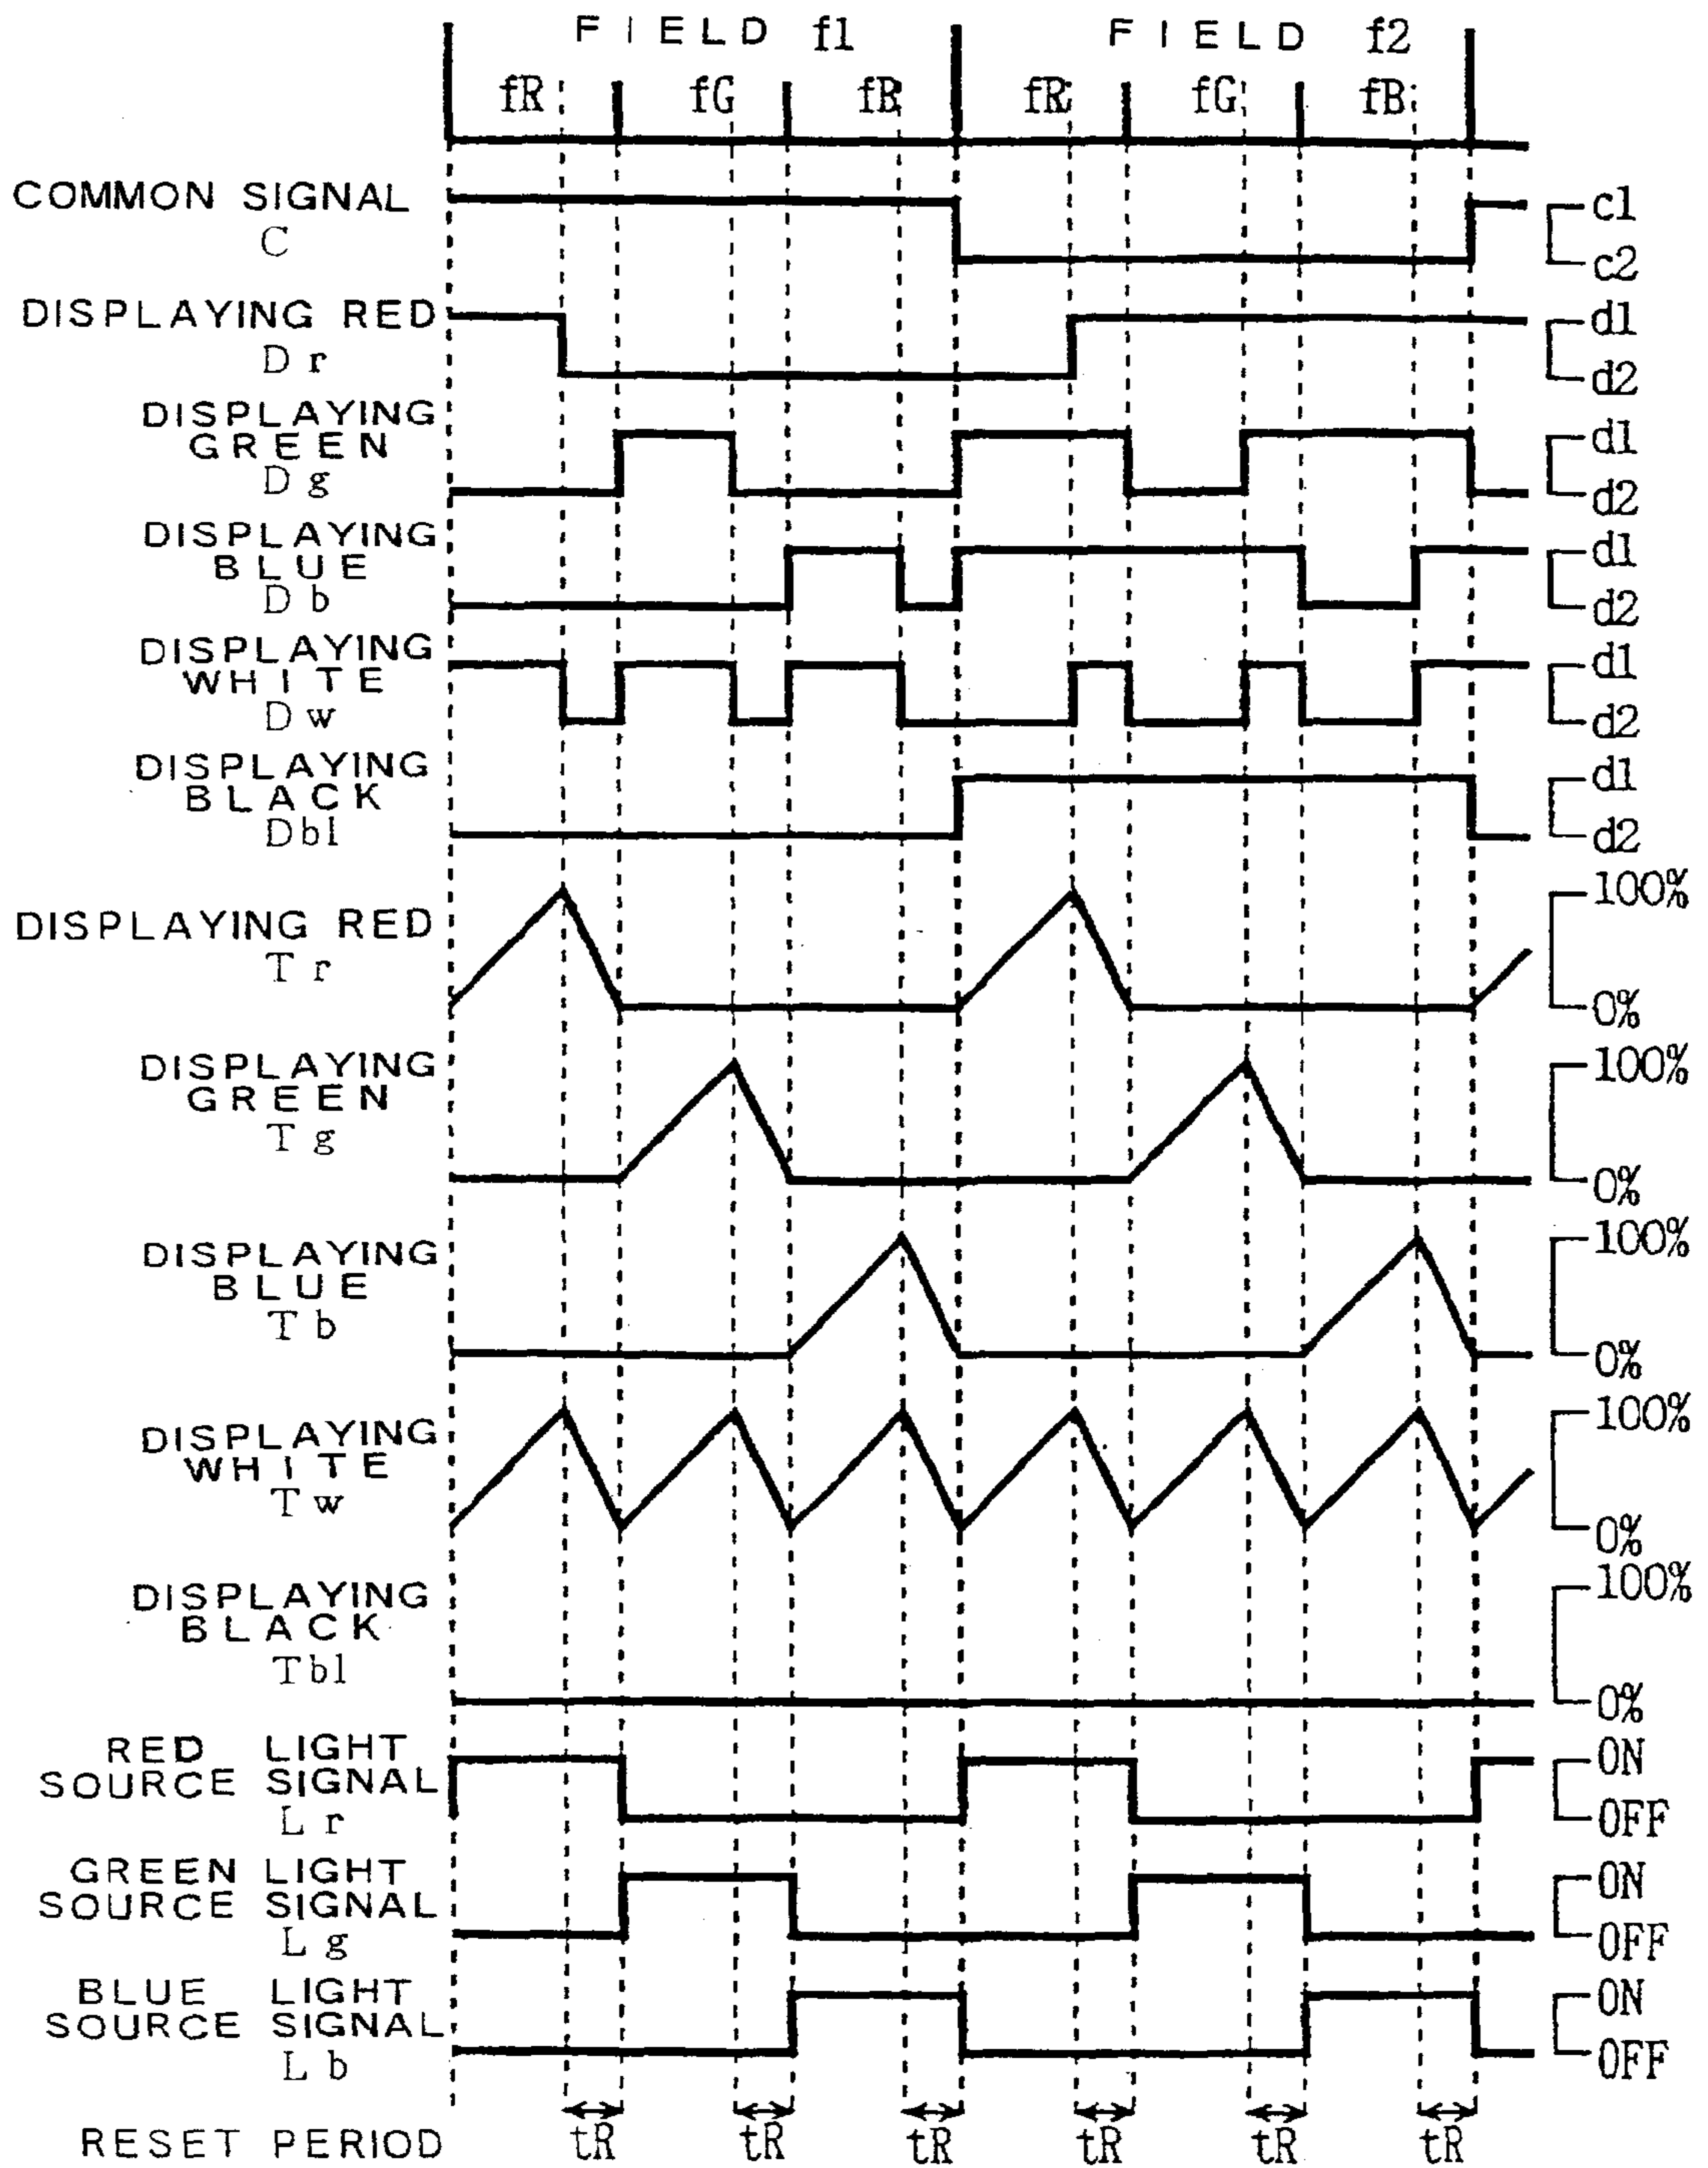 FIELD f1 FIELD f2
fR fG fB fR fG fB
COMMON SIGNAL
C
c1
c2
DISPLAYING RED
Dr
d1
d2
DISPLAYING
GREEN
Dg
d1
d2
DISPLAYING
BLUE
Db
d1
d2
DISPLAYING
WHITE
Dw
d1
d2
DISPLAYING
BLACK
Dbl
d1
d2
DISPLAYING RED
Tr
100%
0%
DISPLAYING
GREEN
Tg
100%
0%
DISPLAYING
BLUE
Tb
100%
0%
DISPLAYING
WHITE
Tw
100%
0%
DISPLAYING
BLACK
Tbl
100%
0%
RED LIGHT
SOURCE SIGNAL
Lr
ON
OFF
GREEN LIGHT
SOURCE SIGNAL
Lg
ON
OFF
BLUE LIGHT
SOURCE SIGNAL
Lb
ON
OFF
RESET PERIOD tR tR tR tR tR tR